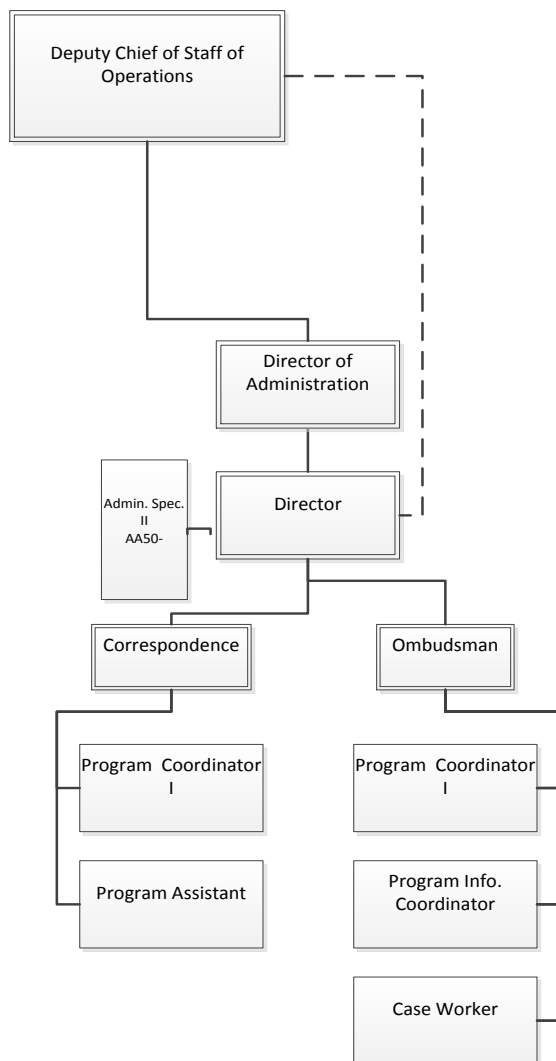 Deputy Chief of Staff of
Operations
Director of
Administration
Admin. Spec.
II
AA50-
Director
Correspondence
Ombudsman
Program Coordinator
I
Program Coordinator
I
Program Assistant
Program Info.
Coordinator
Case Worker